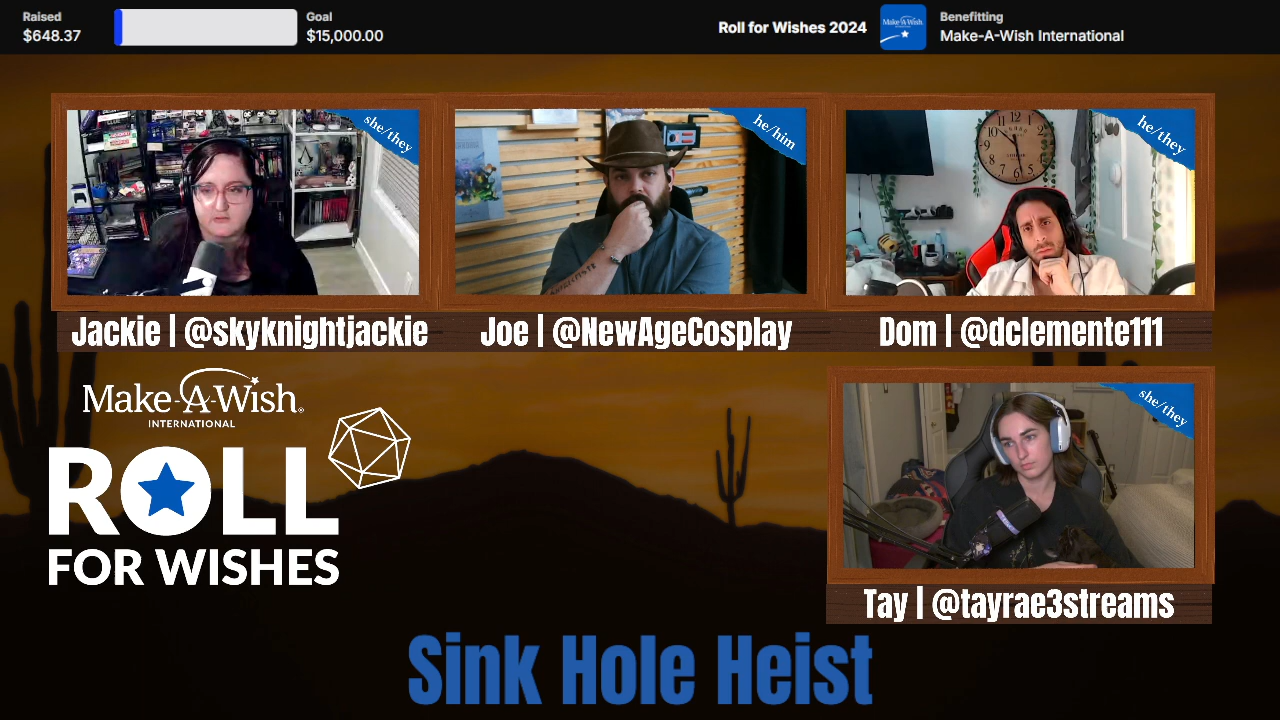 Raised
$648.37
Goal
$15,000.00
Roll for Wishes 2024
Make-A-Wish
Benefitting
Make-A-Wish International
she/they
he/him
he/they
Jackie | @skyknightjackie
Joe | @NewAgeCosplay
Dom | @dclemente111
Make-A-Wish®
INTERNATIONAL
ROLL
FOR WISHES
she/they
Tay | @tayrae3streams
Sink Hole Heist